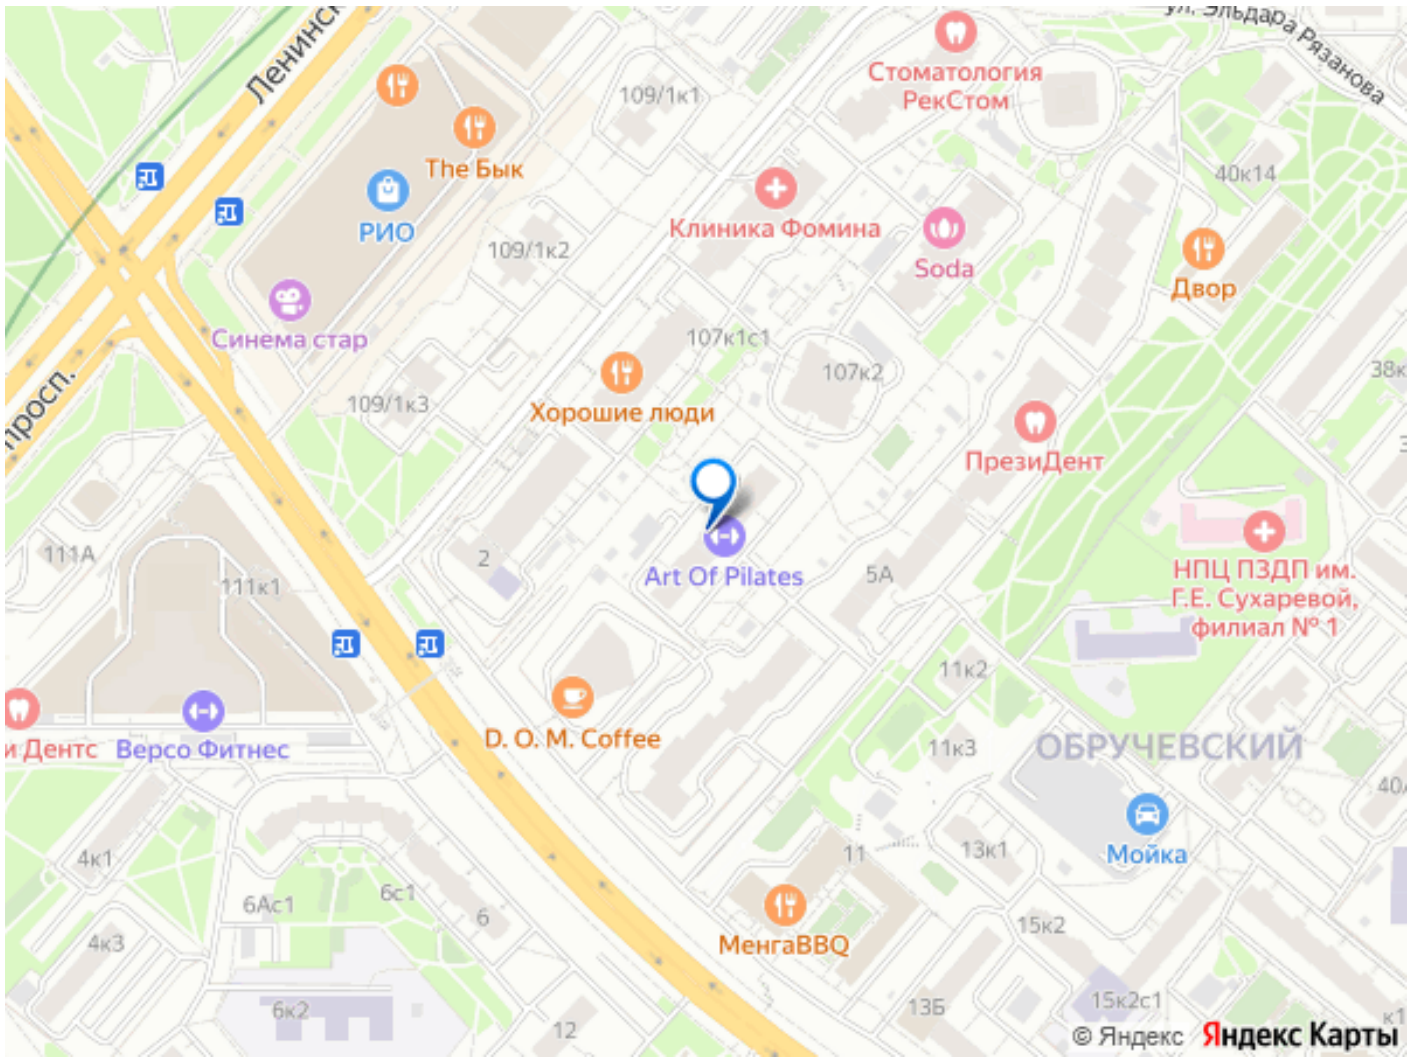 ул. Эльдара Рязанова
Ленинск
просп.
Стоматология
РекСтом
109/1к1
The Бык
РИО
40к14
Клиника Фомина
109/1к2
Soda
Двор
Синема стар
107к1с1
107к2
38к
Хорошие люди
109/1к3
ПрезиДент
111А
111к1
2
Art Of Pilates
5А
НПЦ ПЗДП им.
Г.Е. Сухаревой,
филиал № 1
11к2
D. O. M. Coffee
11к3
ОБРУЧЕВСКИЙ
и Дентс
Версо Фитнес
40
Мойка
4к1
11
13к1
6Ас1
6с1
6
4к3
МенгаBBQ
15к2
6к2
12
13Б
15к2с1
к1
© Яндекс
Яндекс Карты